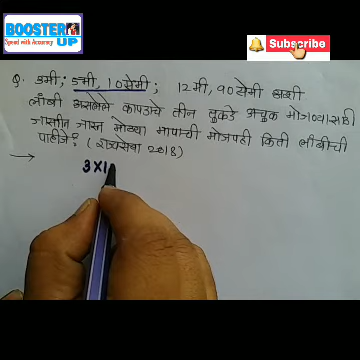 BOOSTER
UP
Speed with Accuracy
Subscribe
Q. 3मी; 5मी, 10सेमी; 12मी, 90सेमी अशी
लांबी असलेले कापडाचे तीन तुकडे अचूक मोजण्यासाठी
जास्तीत जास्त मोठ्या मापाची मोजपट्टी किती लांबीची
पाहिजे? (राज्यसेवा 2018)
→ 3×1